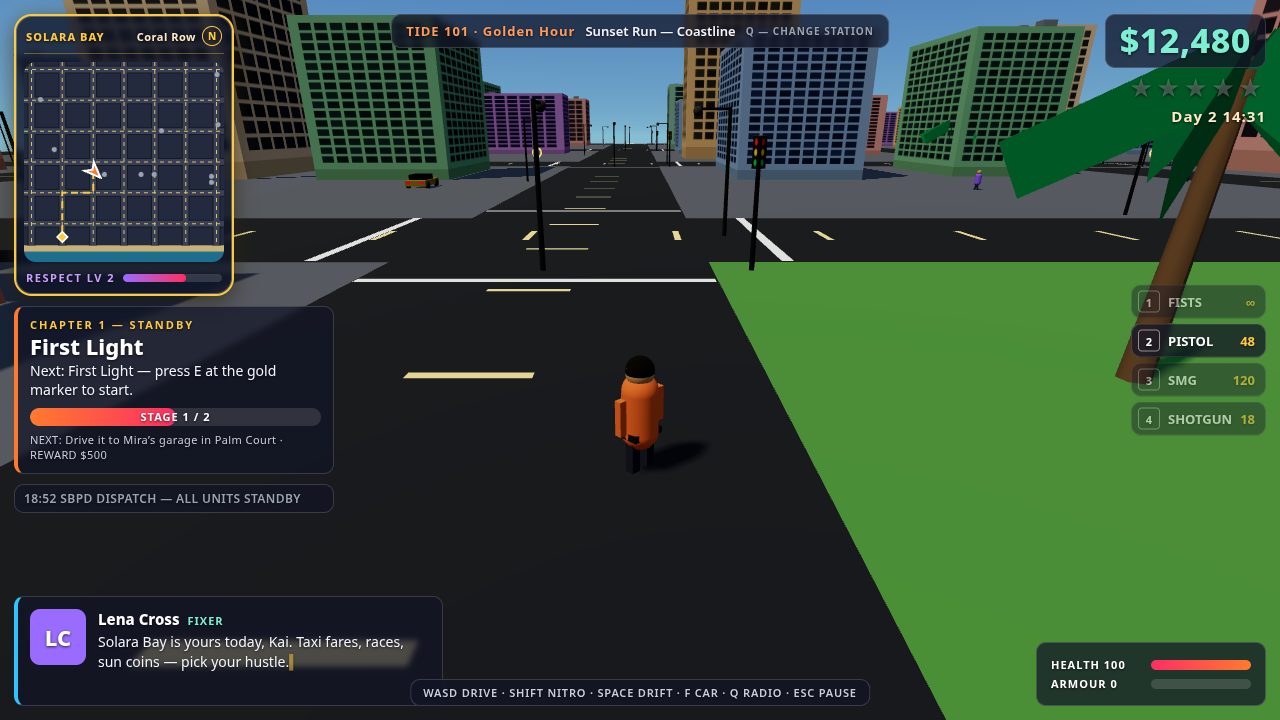 SOLARA BAY Coral Row N
RESPECT LV 2
TIDE 101 · Golden Hour Sunset Run — Coastline Q — CHANGE STATION
$12,480
Day 2 14:31
CHAPTER 1 — STANDBY
First Light
Next: First Light — press E at the gold
marker to start.
STAGE 1 / 2
NEXT: Drive it to Mira's garage in Palm Court ·
REWARD $500
18:52 SBPD DISPATCH — ALL UNITS STANDBY
1 FISTS ∞
2 PISTOL 48
3 SMG 120
4 SHOTGUN 18
LC
Lena Cross FIXER
Solara Bay is yours today, Kai. Taxi fares, races,
sun coins — pick your hustle.
WASD DRIVE · SHIFT NITRO · SPACE DRIFT · F CAR · Q RADIO · ESC PAUSE
HEALTH 100
ARMOUR 0